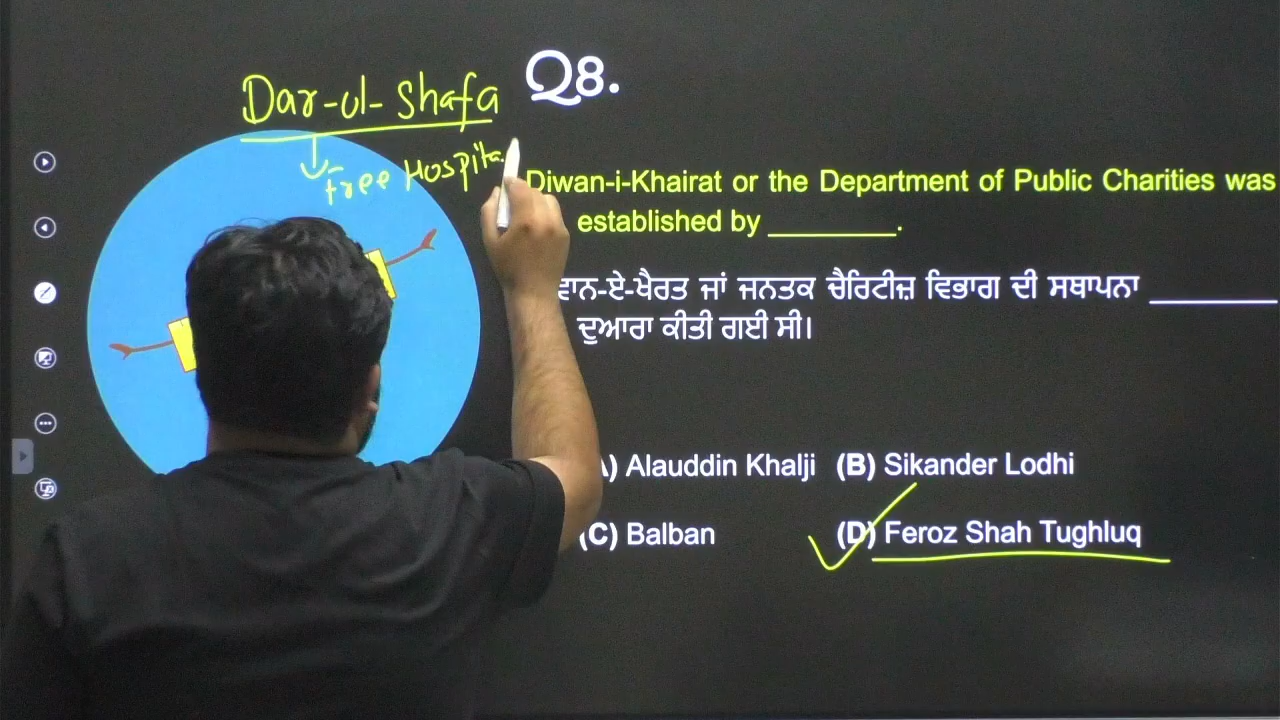 Dar-ul-Shafa
Free Hospita
Q8.
Diwan-i-Khairat or the Department of Public Charities was
established by ________.
ਵਾਨ-ਏ-ਖੈਰਤ ਜਾਂ ਜਨਤਕ ਚੈਰਿਟੀਜ਼ ਵਿਭਾਗ ਦੀ ਸਥਾਪਨਾ ________
ਦੁਆਰਾ ਕੀਤੀ ਗਈ ਸੀ।
A) Alauddin Khalji (B) Sikander Lodhi
(C) Balban (D) Feroz Shah Tughluq